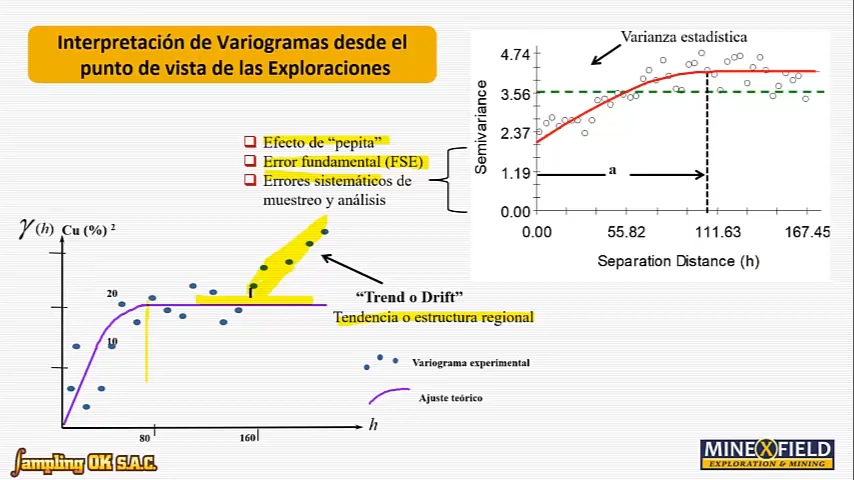 Interpretación de Variogramas desde el
punto de vista de las Exploraciones
Varianza estadística
4.74
3.56
2.37
1.19
0.00
Semivariance
a
0.00 55.82 111.63 167.45
Separation Distance (h)
Efecto de “pepita”
Error fundamental (FSE)
Errores sistemáticos de
muestreo y análisis
γ(h) Cu (%) 2
20
10
80 160 h
“Trend o Drift”
Tendencia o estructura regional
Variograma experimental
Ajuste teórico
Sampling OK S.A.C.
MINEXFIELD
EXPLORATION & MINING